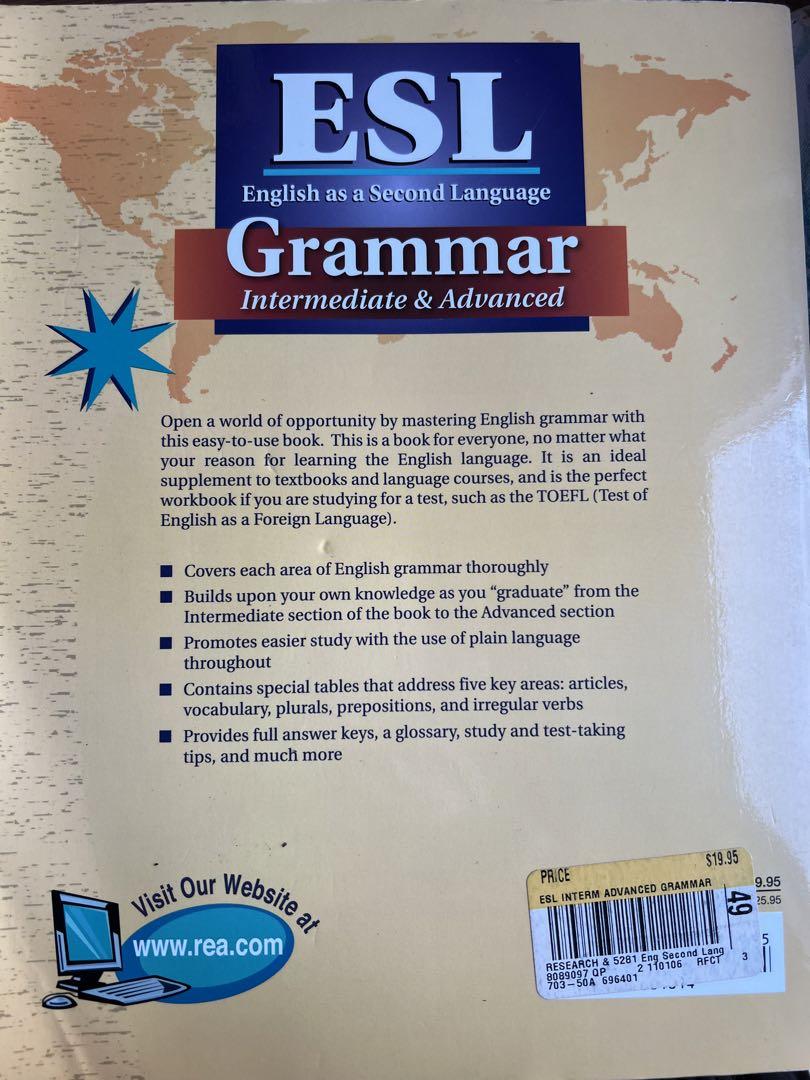 ESL
English as a Second Language
Grammar
Intermediate & Advanced
Open a world of opportunity by mastering English grammar with
this easy-to-use book. This is a book for everyone, no matter what
your reason for learning the English language. It is an ideal
supplement to textbooks and language courses, and is the perfect
workbook if you are studying for a test, such as the TOEFL (Test of
English as a Foreign Language).
■ Covers each area of English grammar thoroughly
■ Builds upon your own knowledge as you “graduate” from the
Intermediate section of the book to the Advanced section
■ Promotes easier study with the use of plain language
throughout
■ Contains special tables that address five key areas: articles,
vocabulary, plurals, prepositions, and irregular verbs
■ Provides full answer keys, a glossary, study and test-taking
tips, and much more
Visit Our Website at
www.rea.com
PRICE $19.95
ESL INTERM ADVANCED GRAMMAR
49
RESEARCH & 5281 Eng Second Lang
8089097 QP 2 110106 RFCT 3
703-50A 696401
9.95
25.95
5